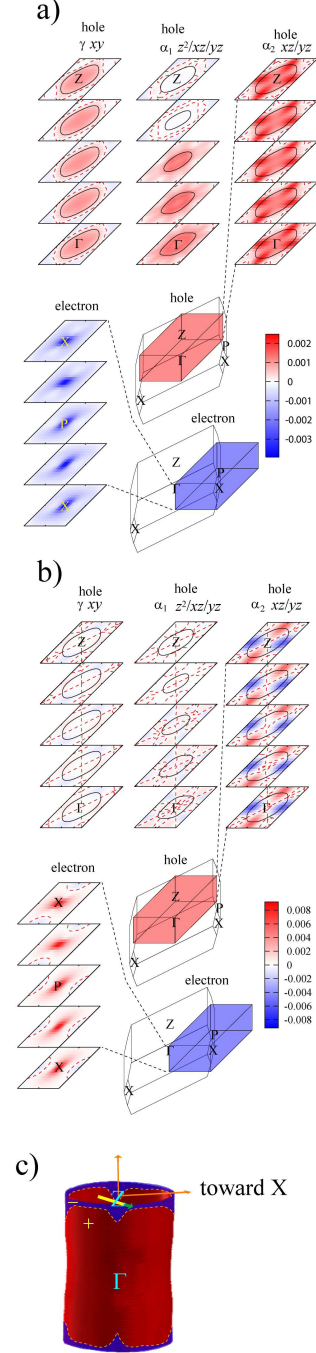 a)
hole
γ xy
hole
α₁ z²/xz/yz
hole
α₂ xz/yz
Z
Z
Z
Γ
Γ
Γ
electron
X
P
X
hole
Z
Γ
P
X
X
electron
Z
Γ
P
X
X
0.002
0.001
0
-0.001
-0.002
-0.003
b)
hole
γ xy
hole
α₁ z²/xz/yz
hole
α₂ xz/yz
Z
Z
Z
Γ
Γ
Γ
electron
X
P
X
hole
Z
Γ
P
X
X
electron
Z
Γ
P
X
X
0.008
0.006
0.004
0.002
0
-0.002
-0.004
-0.006
-0.008
c)
Z
toward X
−
+
Γ